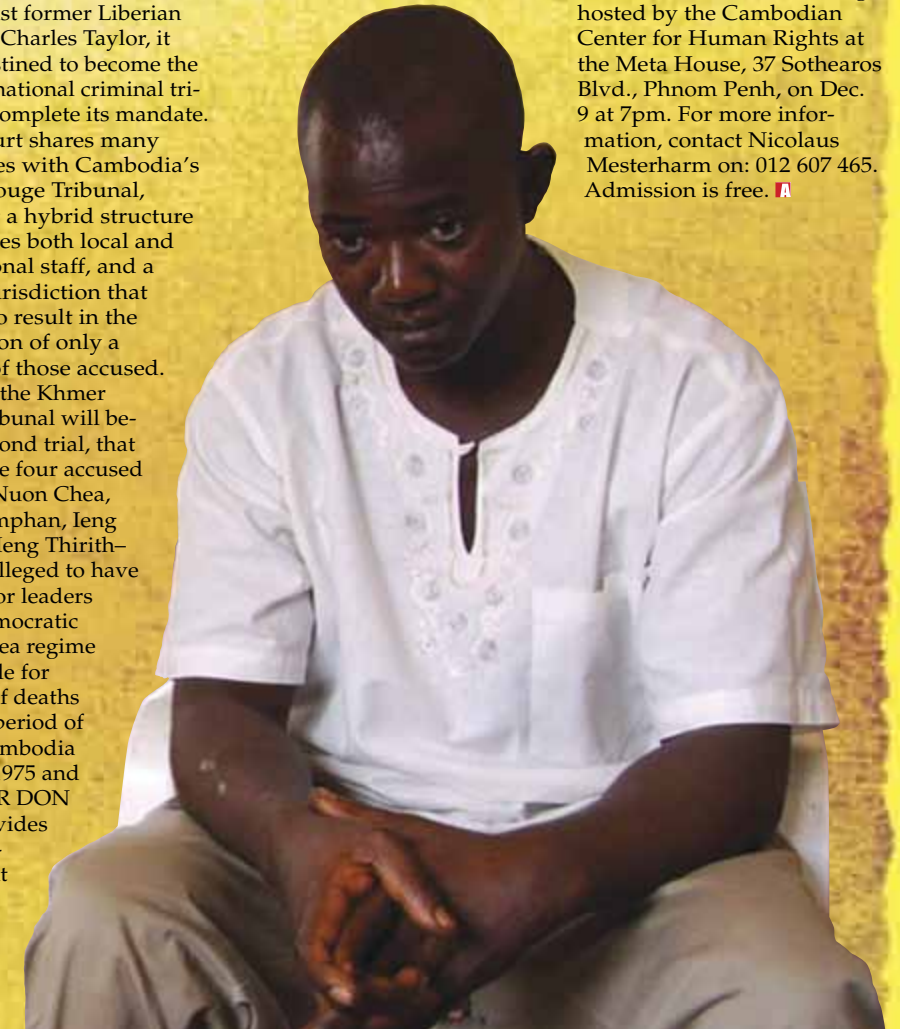 st former Liberian
Charles Taylor, it
stined to become the
national criminal tri-
omplete its mandate.
urt shares many
es with Cambodia's
ouge Tribunal,
a hybrid structure
es both local and
onal staff, and a
risdiction that
o result in the
on of only a
of those accused.
the Khmer
bunal will be-
ond trial, that
e four accused
Nuon Chea,
mphan, Ieng
Ieng Thirith–
lleged to have
or leaders
mocratic
ea regime
le for
f deaths
period of
mbodia
975 and
R DON
vides
t
hosted by the Cambodian
Center for Human Rights at
the Meta House, 37 Sothearos
Blvd., Phnom Penh, on Dec.
9 at 7pm. For more infor-
mation, contact Nicolaus
Mesterharm on: 012 607 465.
Admission is free. A